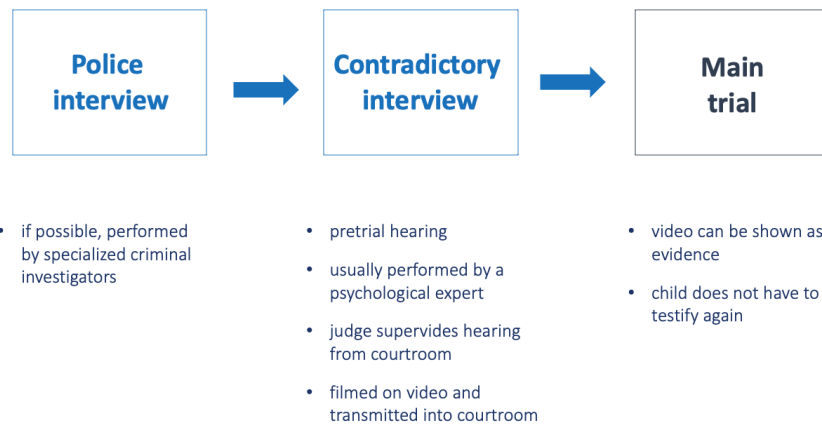 Police
interview
Contradictory
interview
Main
trial
• if possible, performed
by specialized criminal
investigators
• pretrial hearing
• usually performed by a
psychological expert
• judge supervides hearing
from courtroom
• filmed on video and
transmitted into courtroom
• video can be shown as
evidence
• child does not have to
testify again